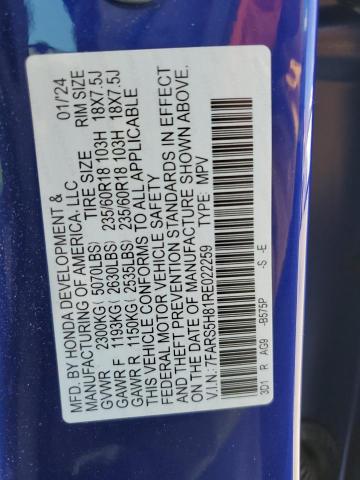 MFD. BY HONDA DEVELOPMENT & 01/24
MANUFACTURING OF AMERICA, LLC
TIRE SIZE RIM SIZE
GVWR 2300KG( 5070LBS) 235/60R18 103H 18X7.5J
GAWR F 1193KG( 2630LBS) 235/60R18 103H 18X7.5J
GAWR R 1150KG( 2535LBS)
THIS VEHICLE CONFORMS TO ALL APPLICABLE
FEDERAL MOTOR VEHICLE SAFETY
AND THEFT PREVENTION STANDARDS IN EFFECT
ON THE DATE OF MANUFACTURE SHOWN ABOVE.
V.I.N.: 7FARS5H81RE022259 TYPE: MPV
3D1 R AG9 -B575P -S -E